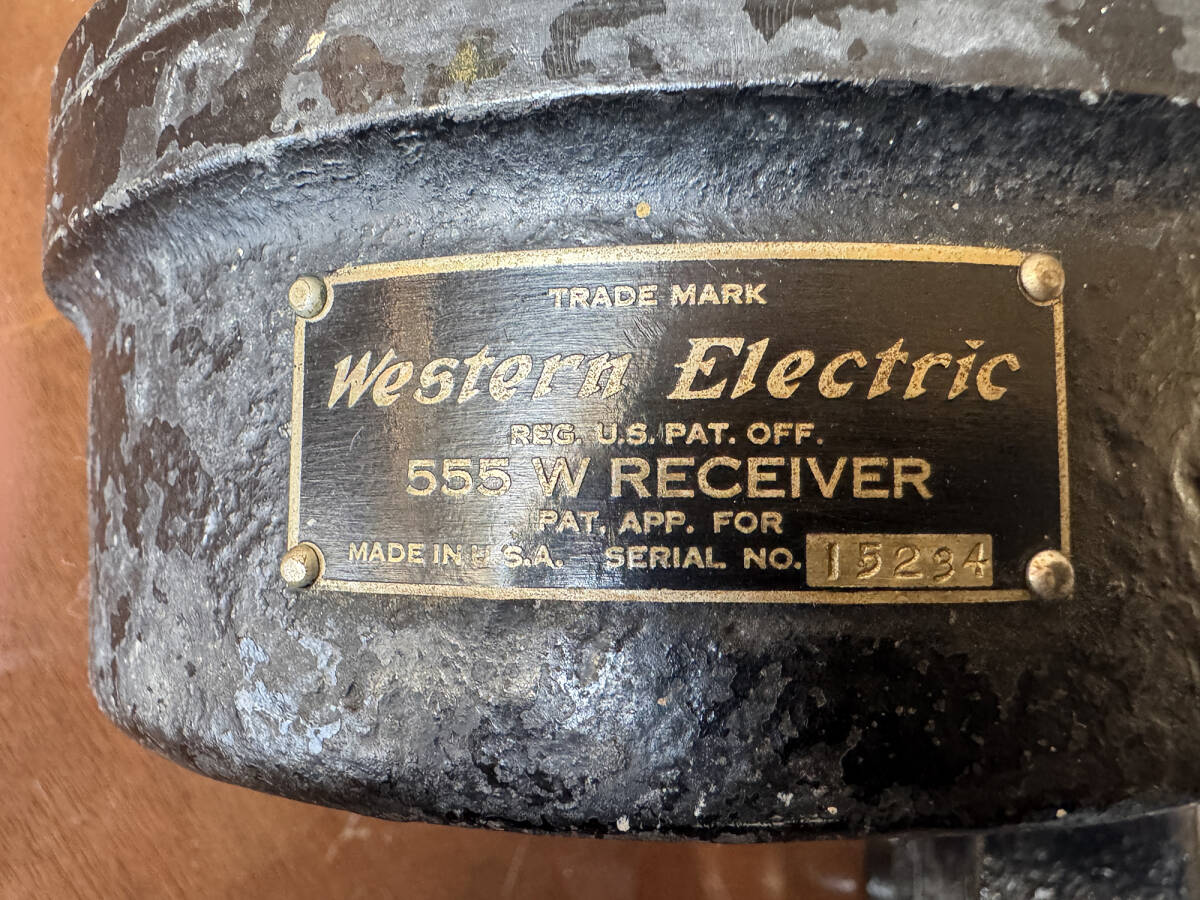 TRADE MARK
Western Electric
REG. U.S. PAT. OFF.
555 W RECEIVER
PAT. APP. FOR
MADE IN U.S.A. SERIAL NO. 15234